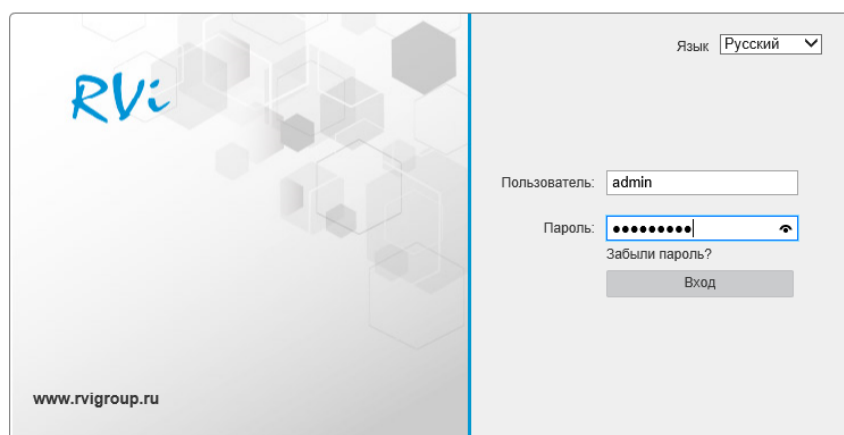 RVi
Язык Русский
Пользователь: admin
Пароль: •••••••••
Забыли пароль?
Вход
www.rvigroup.ru